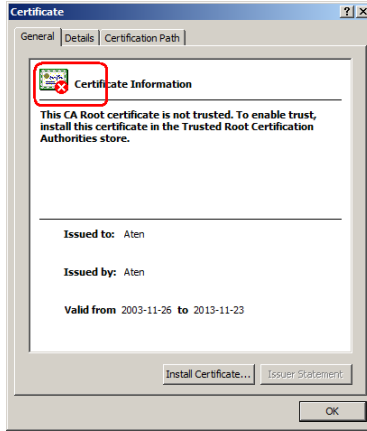 Certificate
General Details Certification Path
Certificate Information
This CA Root certificate is not trusted. To enable trust,
install this certificate in the Trusted Root Certification
Authorities store.
Issued to: Aten
Issued by: Aten
Valid from 2003-11-26 to 2013-11-23
Install Certificate... Issuer Statement
OK